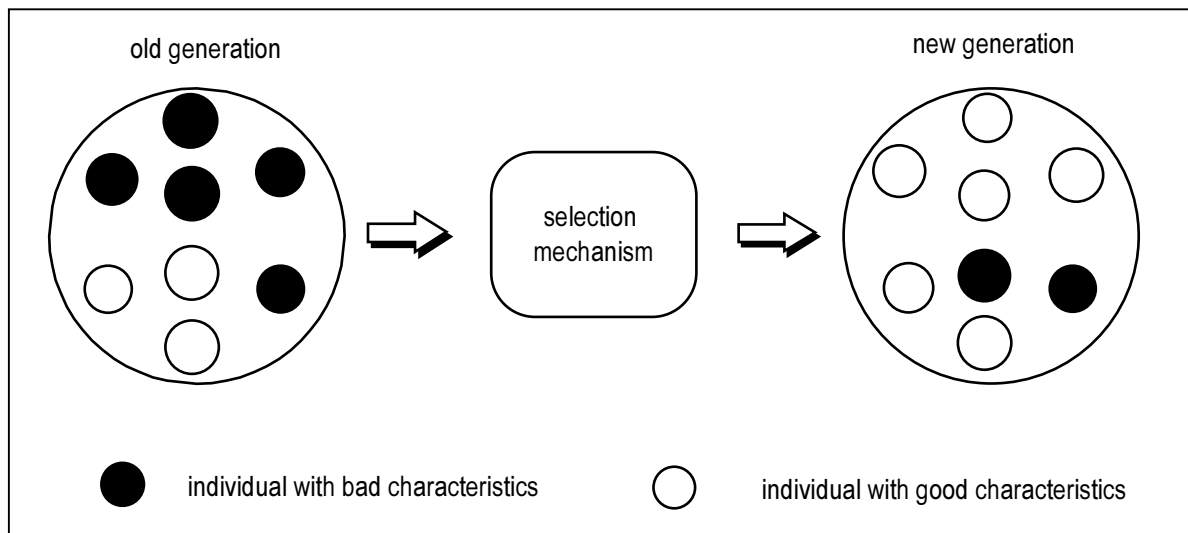 old generation
new generation
selection
mechanism
individual with bad characteristics
individual with good characteristics